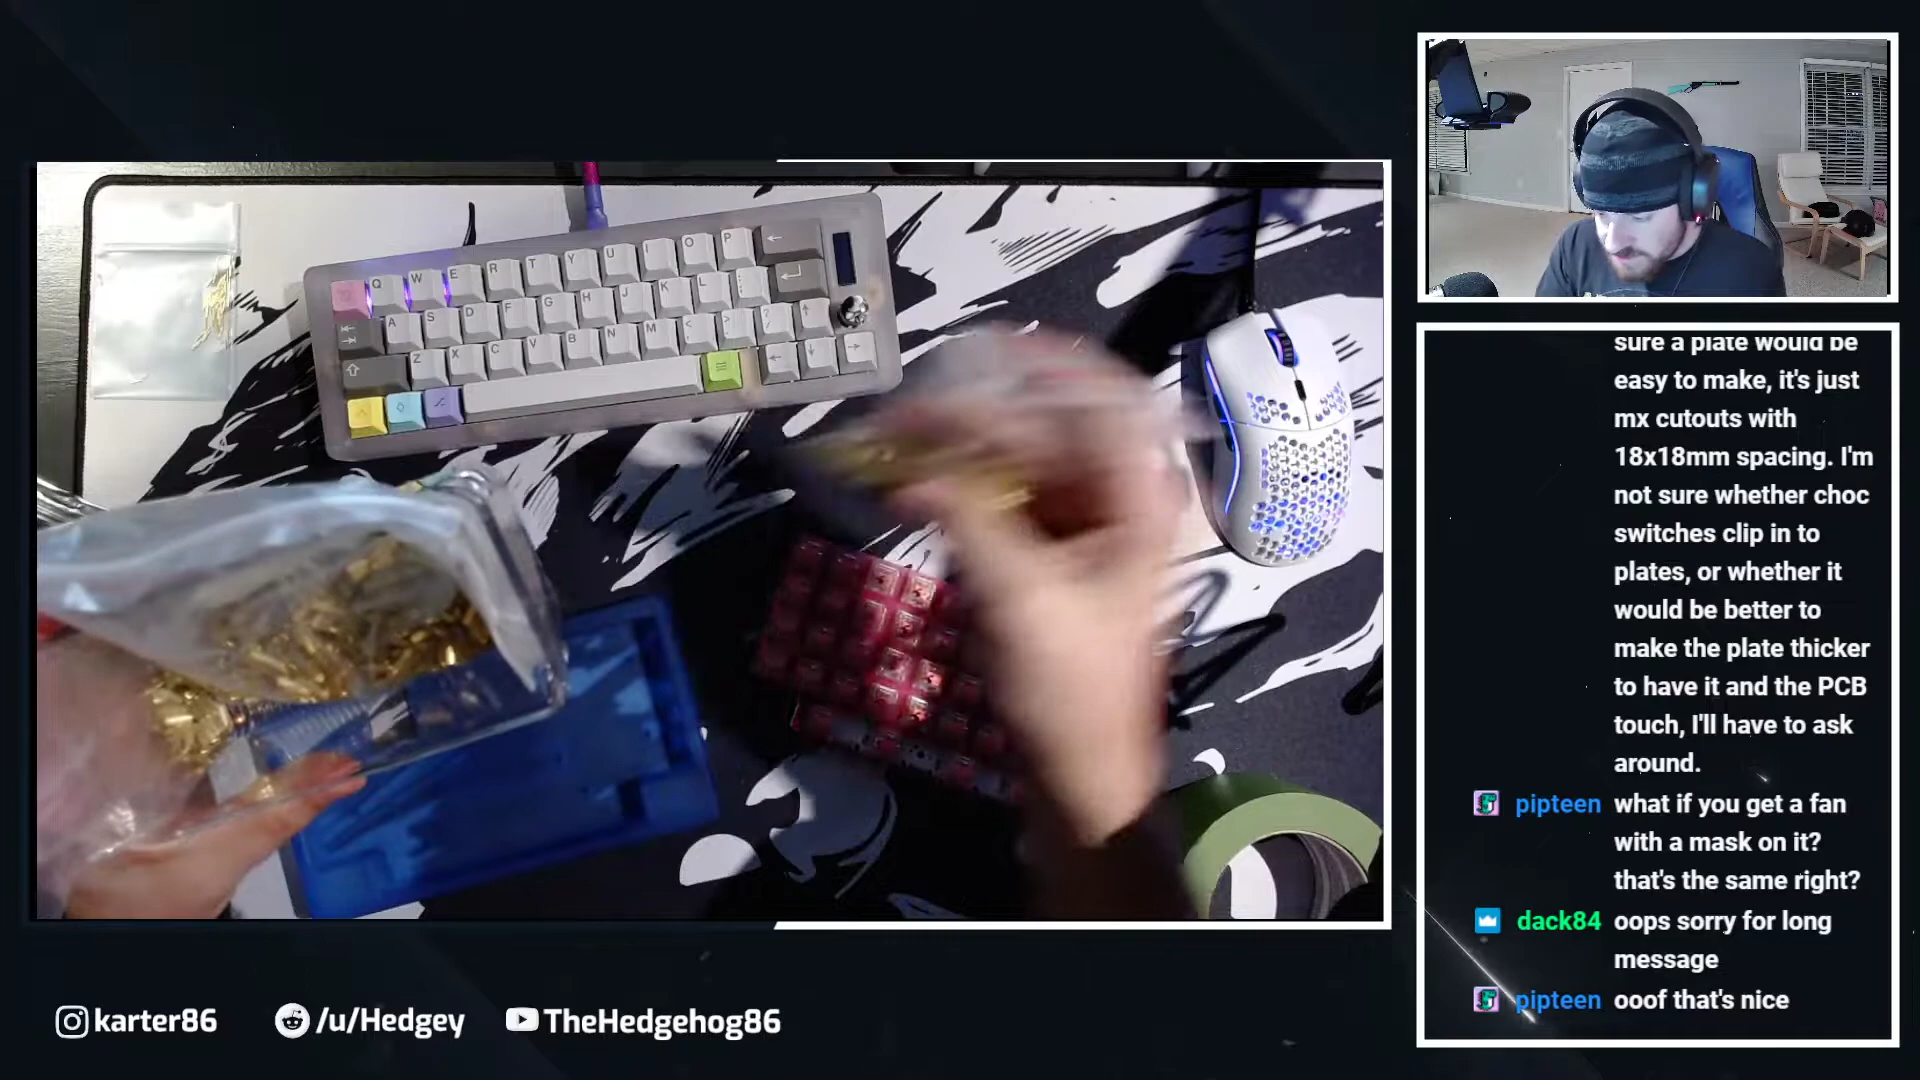 Q W E R T Y U I O P
A S D F G H J K L
Z X C V B N M < > ?
sure a plate would be
easy to make, it's just
mx cutouts with
18x18mm spacing. I'm
not sure whether choc
switches clip in to
plates, or whether it
would be better to
make the plate thicker
to have it and the PCB
touch, I'll have to ask
around.
pipteen what if you get a fan
with a mask on it?
that's the same right?
dack84 oops sorry for long
message
pipteen ooof that's nice
karter86 /u/Hedgey TheHedgehog86